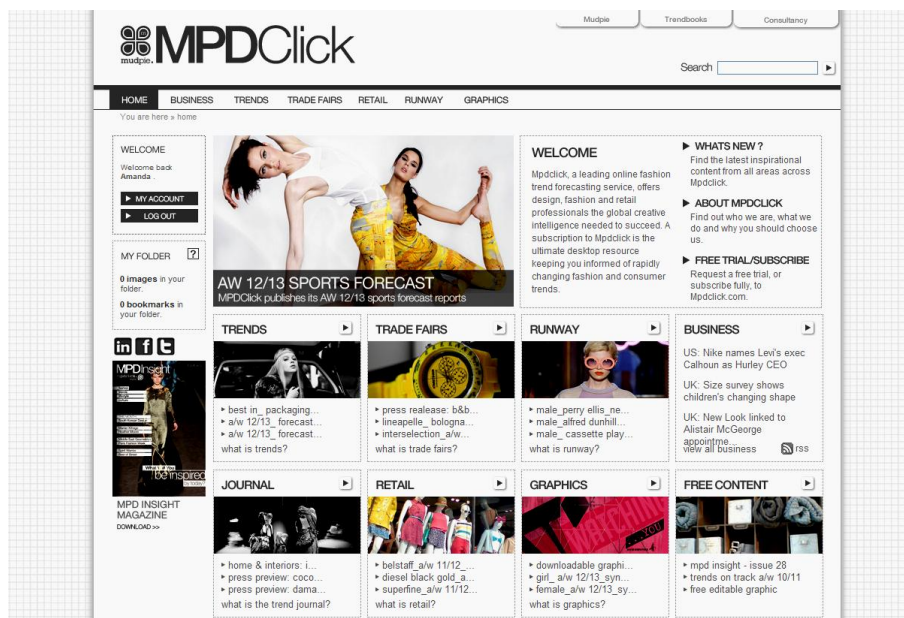 Mudpie
Trendbooks
Consultancy
mudpie.
MPDClick
Search
HOME
BUSINESS
TRENDS
TRADE FAIRS
RETAIL
RUNWAY
GRAPHICS
You are here » home
WELCOME
Welcome back
Amanda .
MY ACCOUNT
LOG OUT
MY FOLDER
?
0 images in your
folder.
0 bookmarks in
your folder.
in f t
MPDInsight
be inspired
MPD INSIGHT
MAGAZINE
DOWNLOAD >>
AW 12/13 SPORTS FORECAST
MPDClick publishes its AW 12/13 sports forecast reports
WELCOME
Mpdclick, a leading online fashion
trend forecasting service, offers
design, fashion and retail
professionals the global creative
intelligence needed to succeed. A
subscription to Mpdclick is the
ultimate desktop resource
keeping you informed of rapidly
changing fashion and consumer
trends.
WHATS NEW ?
Find the latest inspirational
content from all areas across
Mpdclick.
ABOUT MPDCLICK
Find out who we are, what we
do and why you should choose
us.
FREE TRIAL/SUBSCRIBE
Request a free trial, or
subscribe fully, to
Mpdclick.com.
TRENDS
best in_ packaging...
a/w 12/13_ forecast...
a/w 12/13_ forecast...
what is trends?
TRADE FAIRS
press realease: b&b...
lineapelle_ bologna...
interselection_a/w...
what is trade fairs?
RUNWAY
male_perry ellis_ne...
male_alfred dunhill...
male_ cassette play...
what is runway?
BUSINESS
US: Nike names Levi's exec
Calhoun as Hurley CEO
UK: Size survey shows
children's changing shape
UK: New Look linked to
Alistair McGeorge
appointme...
view all business
rss
JOURNAL
home & interiors: i...
press preview: coco...
press preview: dama...
what is the trend journal?
RETAIL
belstaff_a/w 11/12_...
diesel black gold_a...
superfine_a/w 11/12...
what is retail?
GRAPHICS
WATCHING
...YOU
downloadable graphi...
girl_ a/w 12/13_syn...
female_a/w 12/13_sy...
what is graphics?
FREE CONTENT
mpd insight - issue 28
trends on track a/w 10/11
free editable graphic